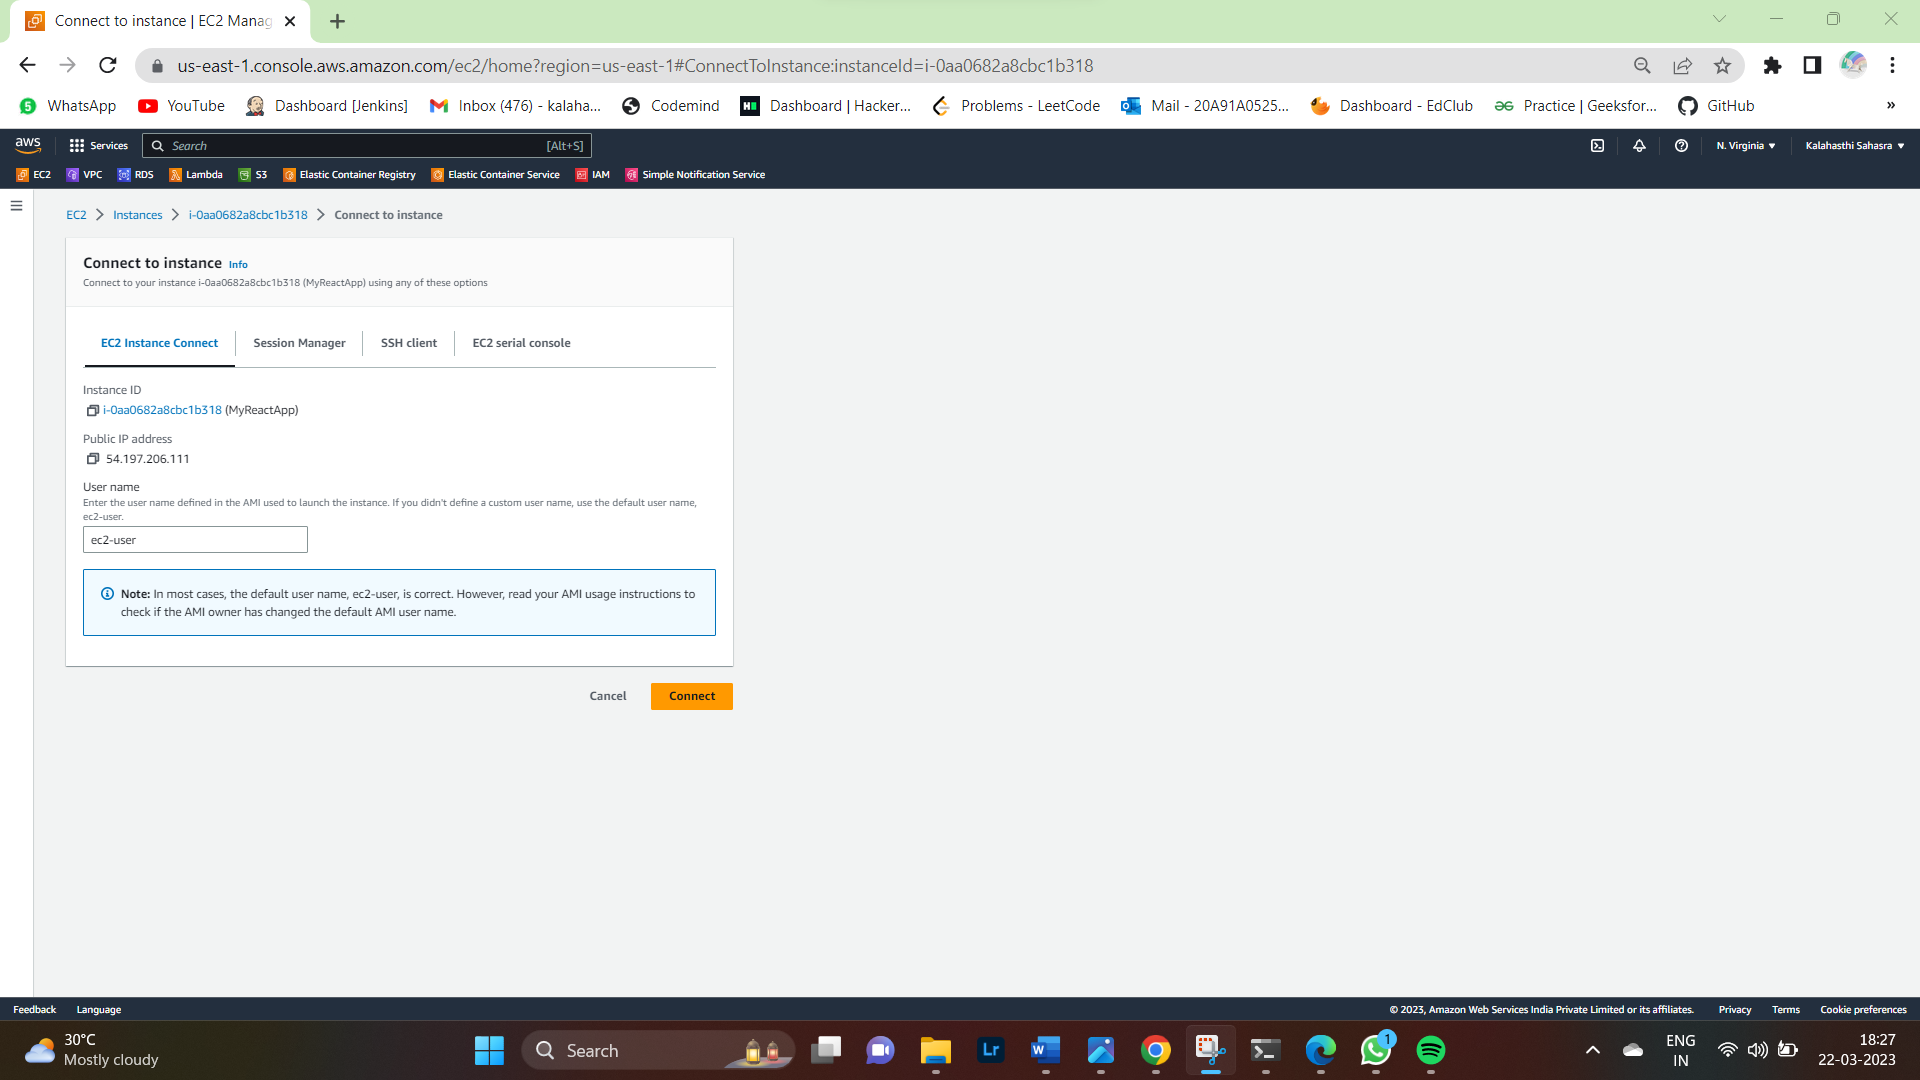 Connect to instance | EC2 Manag
us-east-1.console.aws.amazon.com/ec2/home?region=us-east-1#ConnectToInstance:instanceId=i-0aa0682a8cbc1b318
5 WhatsApp YouTube Dashboard [Jenkins] Inbox (476) - kalaha... Codemind Dashboard | Hacker... Problems - LeetCode Mail - 20A91A0525... Dashboard - EdClub Practice | Geeksfor... GitHub »
aws Services Search [Alt+S] N. Virginia Kalahasthi Sahasra
EC2 VPC RDS Lambda S3 Elastic Container Registry Elastic Container Service IAM Simple Notification Service
EC2 Instances i-0aa0682a8cbc1b318 Connect to instance
Connect to instance Info
Connect to your instance i-0aa0682a8cbc1b318 (MyReactApp) using any of these options
EC2 Instance Connect Session Manager SSH client EC2 serial console
Instance ID
i-0aa0682a8cbc1b318 (MyReactApp)
Public IP address
54.197.206.111
User name
Enter the user name defined in the AMI used to launch the instance. If you didn't define a custom user name, use the default user name,
ec2-user.
ec2-user
Note: In most cases, the default user name, ec2-user, is correct. However, read your AMI usage instructions to
check if the AMI owner has changed the default AMI user name.
Cancel Connect
Feedback Language © 2023, Amazon Web Services India Private Limited or its affiliates. Privacy Terms Cookie preferences
30°C
Mostly cloudy
Search
Lr
W
1
ENG
IN
18:27
22-03-2023